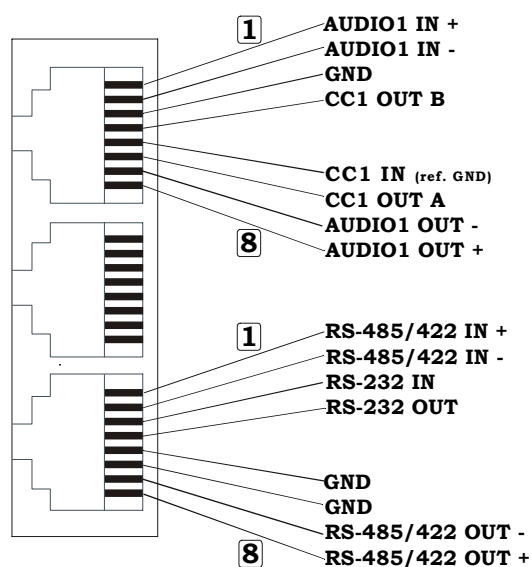 1
AUDIO1 IN +
AUDIO1 IN -
GND
CC1 OUT B
CC1 IN (ref. GND)
CC1 OUT A
AUDIO1 OUT -
8
AUDIO1 OUT +
1
RS-485/422 IN +
RS-485/422 IN -
RS-232 IN
RS-232 OUT
GND
GND
RS-485/422 OUT -
8
RS-485/422 OUT +